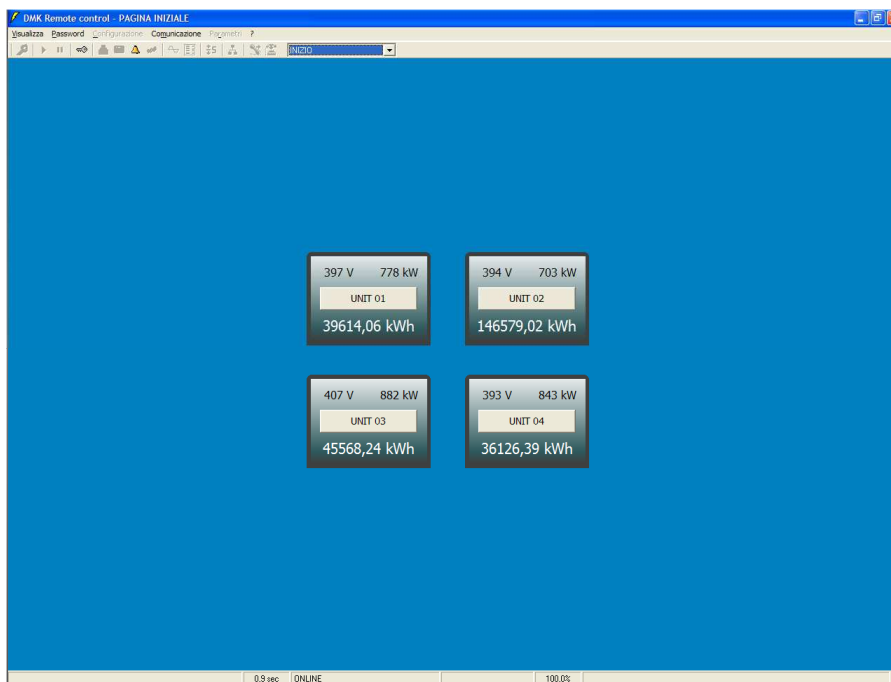 DMK Remote control - PAGINA INIZIALE
Visualizza Password Configurazione Comunicazione Parametri ?
INIZIO
397 V 778 kW
UNIT 01
39614,06 kWh
394 V 703 kW
UNIT 02
146579,02 kWh
407 V 882 kW
UNIT 03
45568,24 kWh
393 V 843 kW
UNIT 04
36126,39 kWh
0.9 sec ONLINE 100.0%